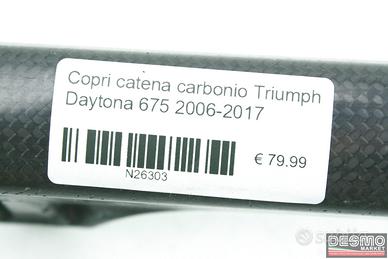 Copri catena carbonio Triumph
Daytona 675 2006-2017
€ 79.99
N26303
DESMO
MARKET